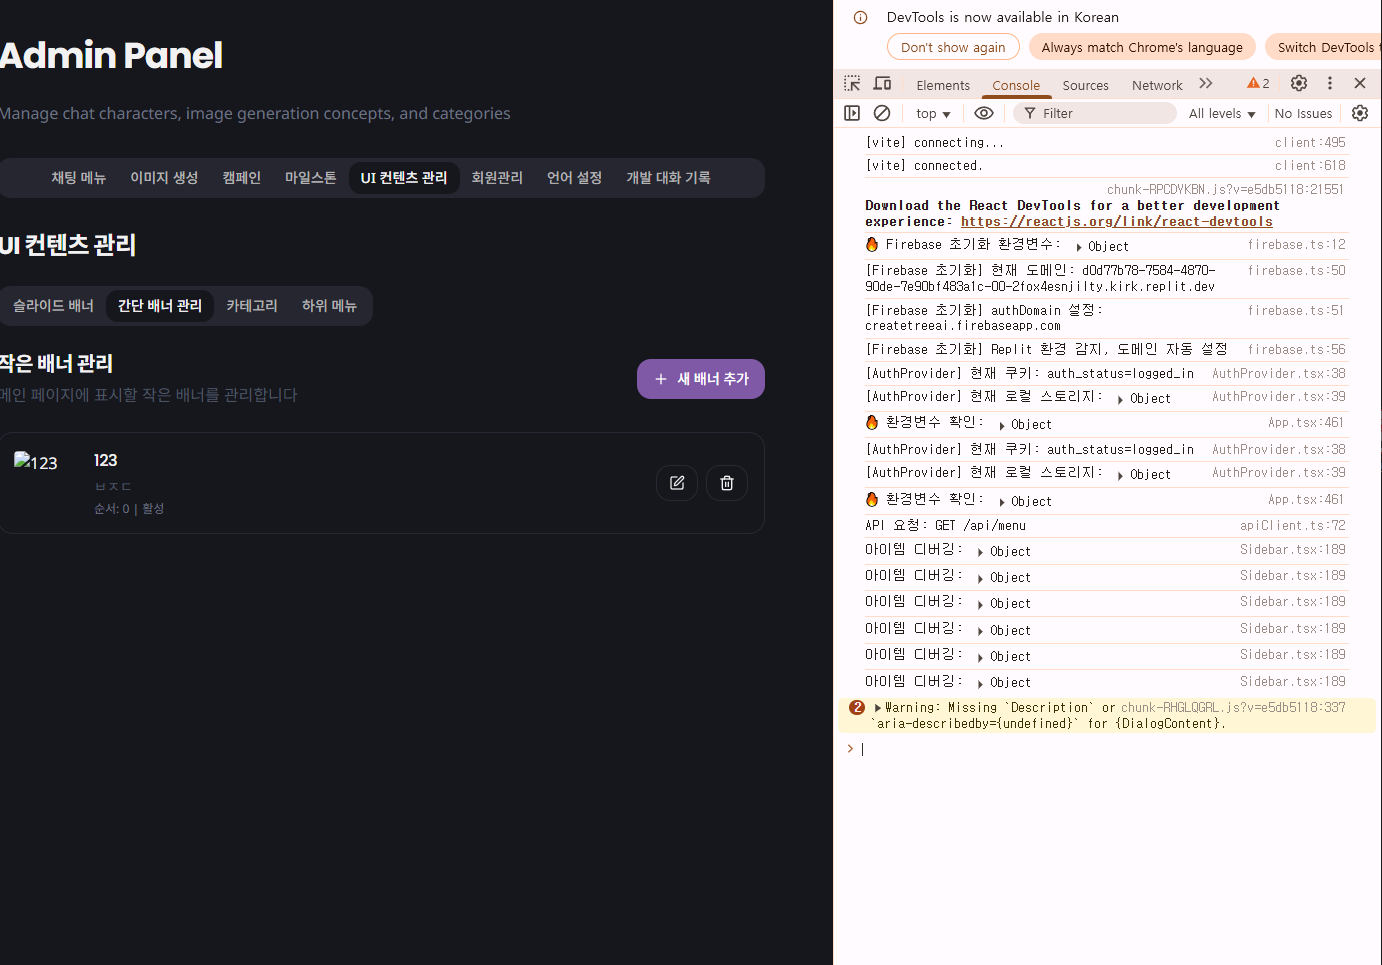 Admin Panel
Manage chat characters, image generation concepts, and categories
채팅 메뉴 이미지 생성 캠페인 마일스톤 UI 컨텐츠 관리 회원관리 언어 설정 개발 대화 기록
UI 컨텐츠 관리
슬라이드 배너 간단 배너 관리 카테고리 하위 메뉴
작은 배너 관리
메인 페이지에 표시할 작은 배너를 관리합니다
새 배너 추가
123
123
ㅂㅈㄷ
순서: 0 | 활성
DevTools is now available in Korean
Don't show again Always match Chrome's language Switch DevTools t
Elements Console Sources Network 2
top Filter All levels No Issues
[vite] connecting... client:495
[vite] connected. client:618
chunk-RPCDYKBN.js?v=e5db5118:21551
Download the React DevTools for a better development
experience: https://reactjs.org/link/react-devtools
🔥 Firebase 초기화 환경변수: ▶ Object firebase.ts:12
[Firebase 초기화] 현재 도메인: d0d77b78-7584-4870- firebase.ts:50
90de-7e90bf483a1c-00-2fox4esnjilty.kirk.replit.dev
[Firebase 초기화] authDomain 설정: firebase.ts:51
createtreeai.firebaseapp.com
[Firebase 초기화] Replit 환경 감지, 도메인 자동 설정 firebase.ts:56
[AuthProvider] 현재 쿠키: auth_status=logged_in AuthProvider.tsx:38
[AuthProvider] 현재 로컬 스토리지: ▶ Object AuthProvider.tsx:39
🔥 환경변수 확인: ▶ Object App.tsx:461
[AuthProvider] 현재 쿠키: auth_status=logged_in AuthProvider.tsx:38
[AuthProvider] 현재 로컬 스토리지: ▶ Object AuthProvider.tsx:39
🔥 환경변수 확인: ▶ Object App.tsx:461
API 요청: GET /api/menu apiClient.ts:72
아이템 디버깅: ▶ Object Sidebar.tsx:189
아이템 디버깅: ▶ Object Sidebar.tsx:189
아이템 디버깅: ▶ Object Sidebar.tsx:189
아이템 디버깅: ▶ Object Sidebar.tsx:189
아이템 디버깅: ▶ Object Sidebar.tsx:189
아이템 디버깅: ▶ Object Sidebar.tsx:189
2 ▶Warning: Missing `Description` or chunk-RHGLQGRL.js?v=e5db5118:337
`aria-describedby={undefined}` for {DialogContent}.